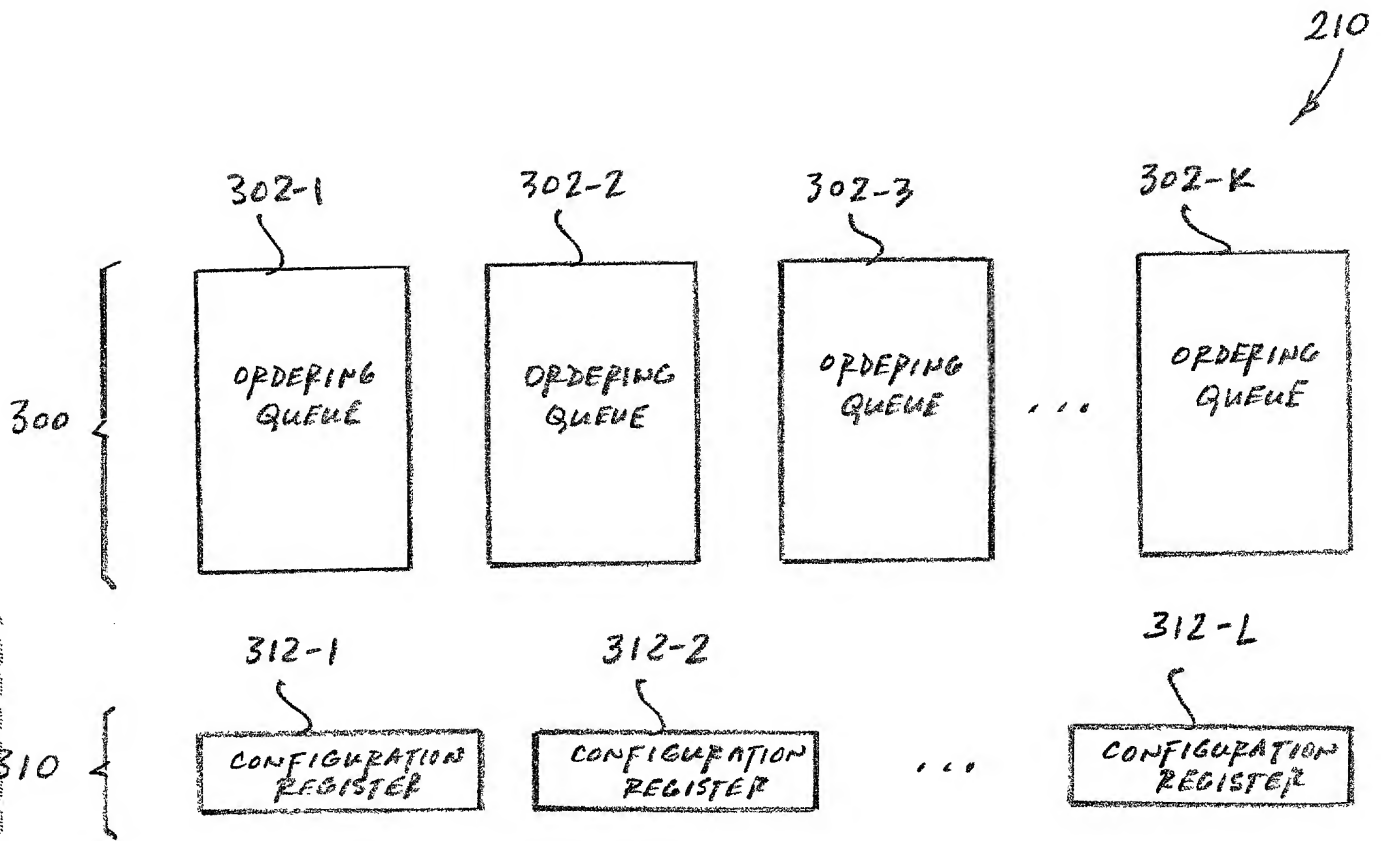 210
302-1
302-2
302-3
302-K
300
ORDERING
QUEUE
ORDERING
QUEUE
ORDERING
QUEUE
...
ORDERING
QUEUE
312-1
312-2
312-L
310
CONFIGURATION
REGISTER
CONFIGURATION
REGISTER
...
CONFIGURATION
REGISTER